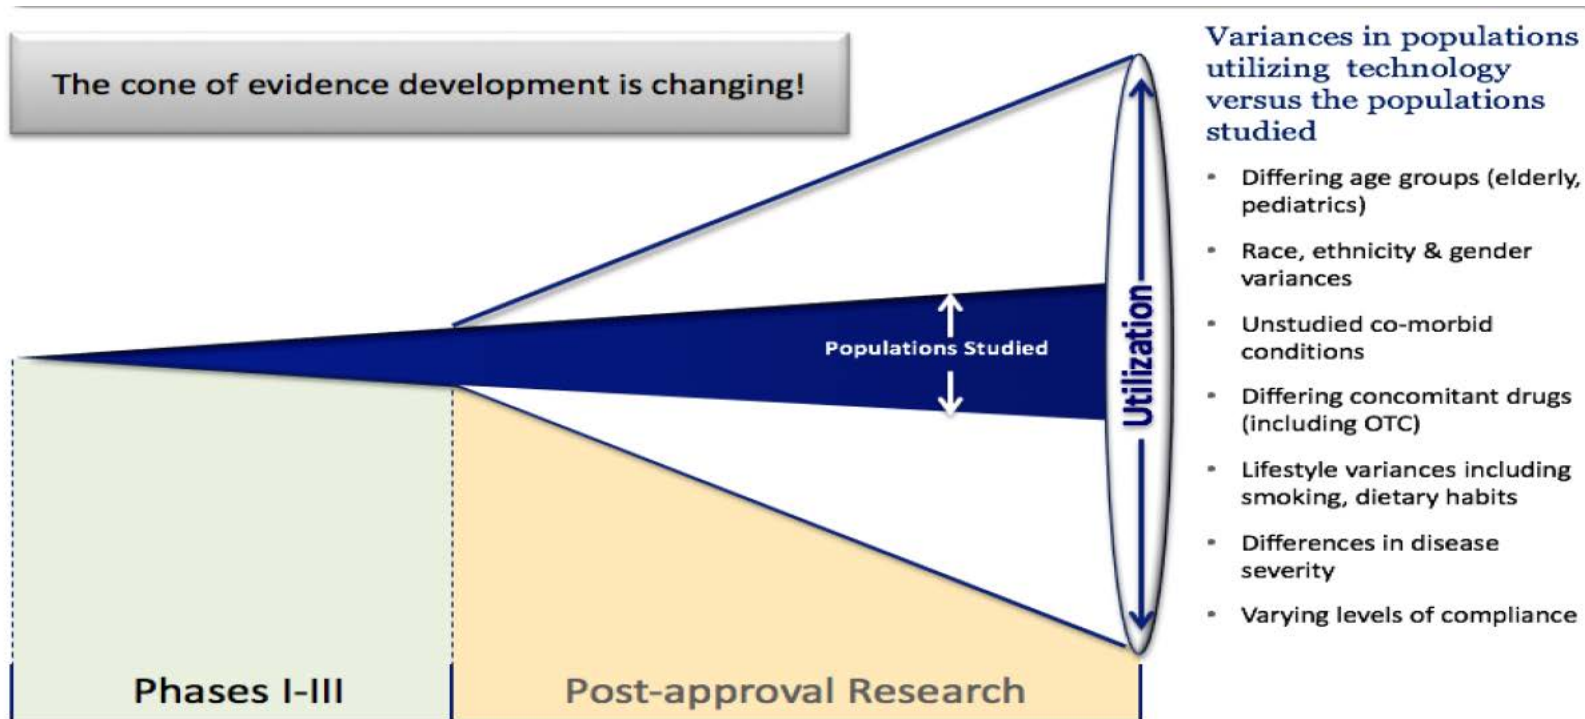 The cone of evidence development is changing!
Variances in populations
utilizing technology
versus the populations
studied
• Differing age groups (elderly,
pediatrics)
• Race, ethnicity & gender
variances
• Unstudied co-morbid
conditions
• Differing concomitant drugs
(including OTC)
• Lifestyle variances including
smoking, dietary habits
• Differences in disease
severity
• Varying levels of compliance
Populations Studied
Utilization
Phases I-III
Post-approval Research